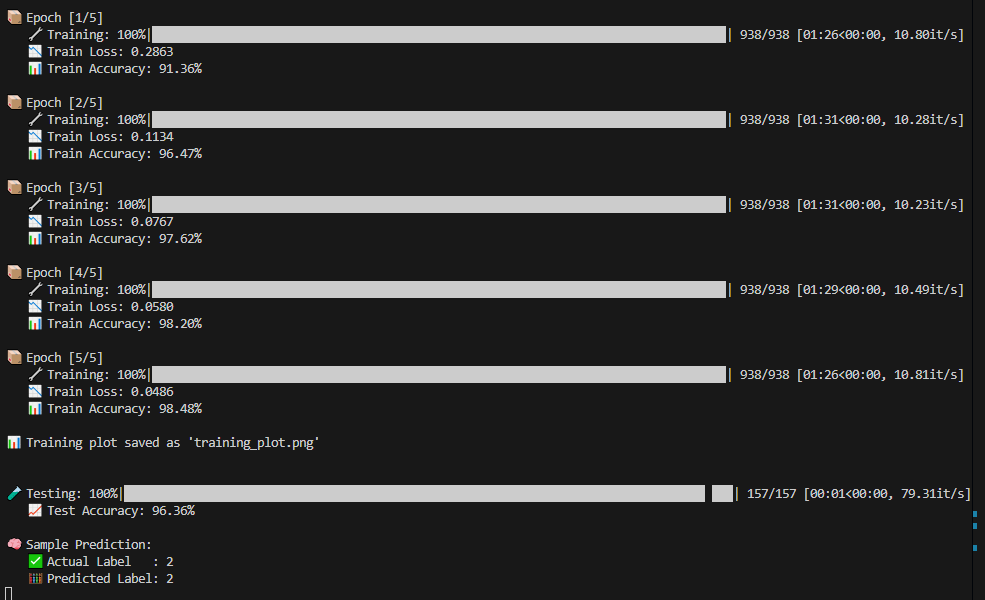 📦 Epoch [1/5]
🔧 Training: 100%|██████████| 938/938 [01:26<00:00, 10.80it/s]
📉 Train Loss: 0.2863
📊 Train Accuracy: 91.36%
📦 Epoch [2/5]
🔧 Training: 100%|██████████| 938/938 [01:31<00:00, 10.28it/s]
📉 Train Loss: 0.1134
📊 Train Accuracy: 96.47%
📦 Epoch [3/5]
🔧 Training: 100%|██████████| 938/938 [01:31<00:00, 10.23it/s]
📉 Train Loss: 0.0767
📊 Train Accuracy: 97.62%
📦 Epoch [4/5]
🔧 Training: 100%|██████████| 938/938 [01:29<00:00, 10.49it/s]
📉 Train Loss: 0.0580
📊 Train Accuracy: 98.20%
📦 Epoch [5/5]
🔧 Training: 100%|██████████| 938/938 [01:26<00:00, 10.81it/s]
📉 Train Loss: 0.0486
📊 Train Accuracy: 98.48%
📊 Training plot saved as 'training_plot.png'
🧪 Testing: 100%|██████████| 157/157 [00:01<00:00, 79.31it/s]
📈 Test Accuracy: 96.36%
🧠 Sample Prediction:
✅ Actual Label   : 2
🧮 Predicted Label: 2